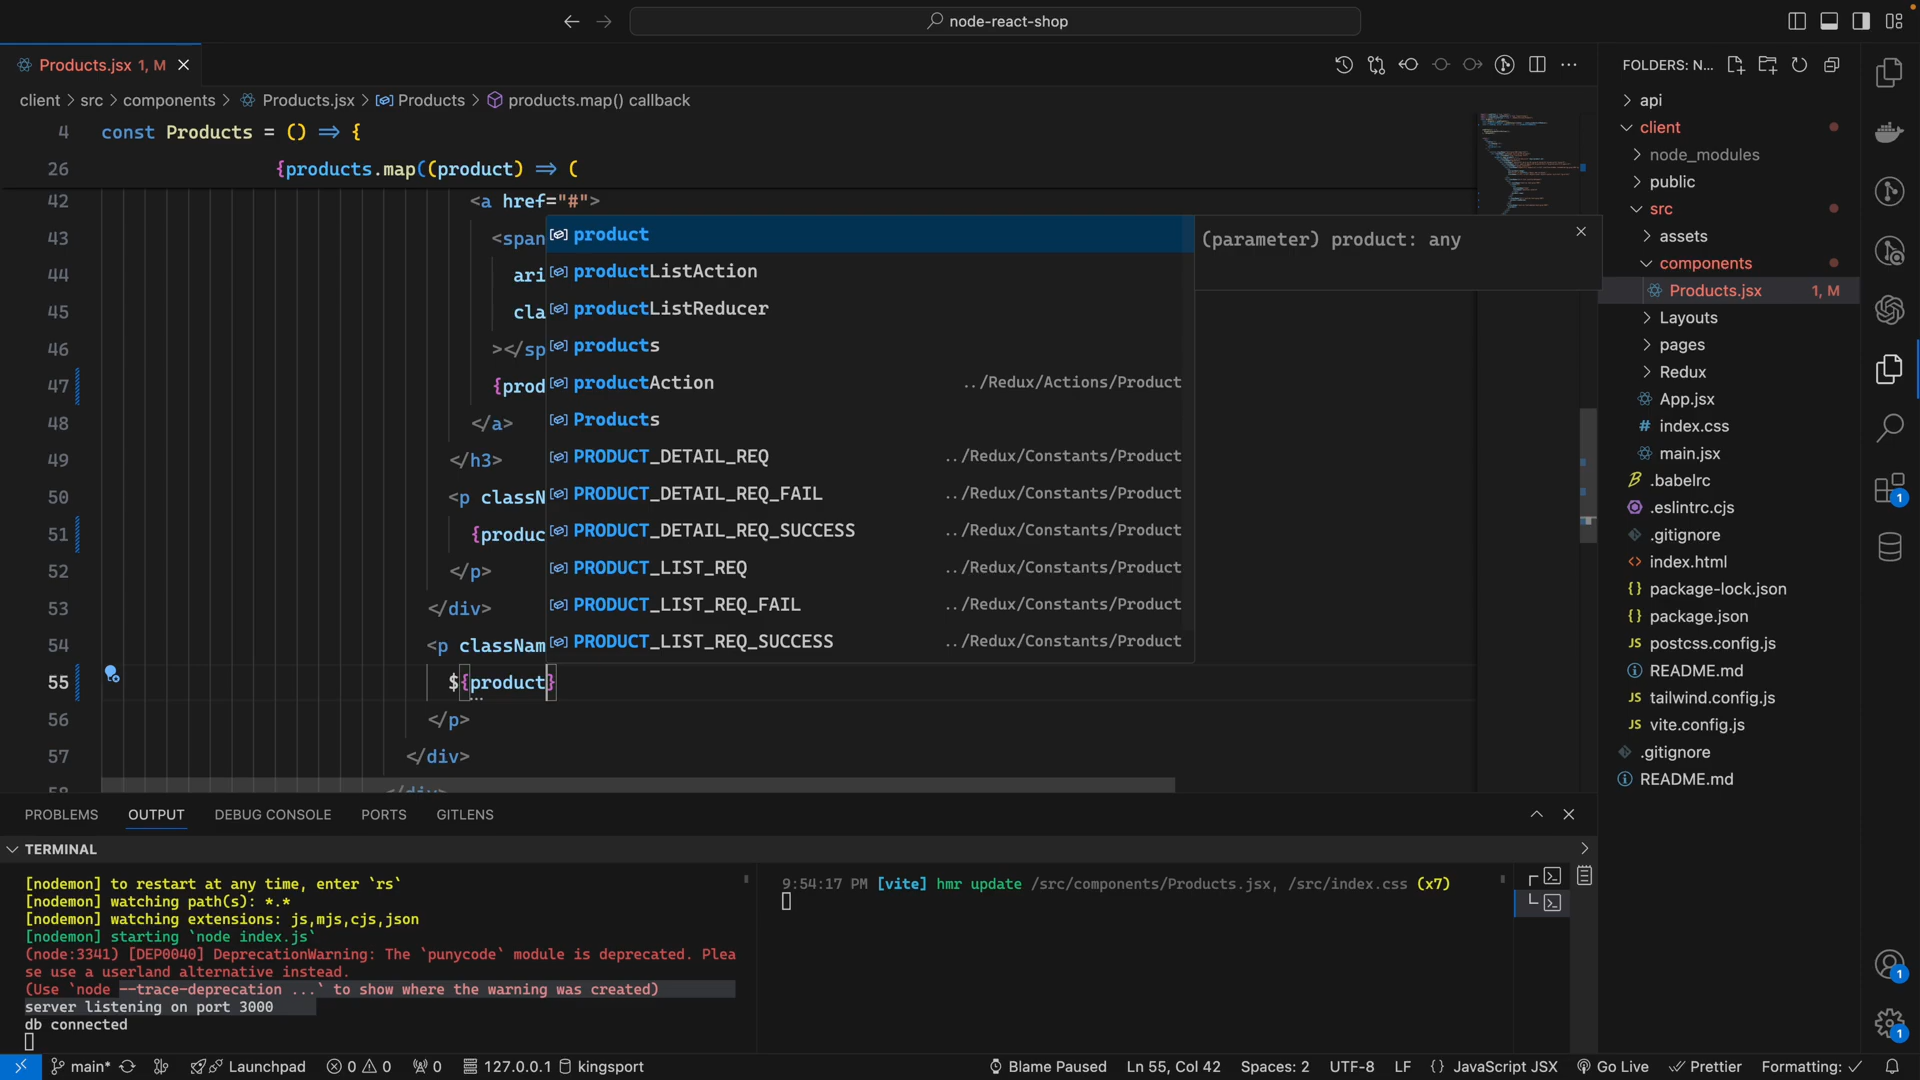 node-react-shop
Products.jsx 1, M
client > src > components > Products.jsx > Products > products.map() callback
4 const Products = () => {
26 {products.map((product) => (
42 <a href="#">
43 <span
44 ari
45 cla
46 ></sp
47 {prod
48 </a>
49 </h3>
50 <p classN
51 {produc
52 </p>
53 </div>
54 <p classNam
55 ${product}
56 </p>
57 </div>
58 </div>
product
productListAction
productListReducer
products
productAction ../Redux/Actions/Product
Products
PRODUCT_DETAIL_REQ ../Redux/Constants/Product
PRODUCT_DETAIL_REQ_FAIL ../Redux/Constants/Product
PRODUCT_DETAIL_REQ_SUCCESS ../Redux/Constants/Product
PRODUCT_LIST_REQ ../Redux/Constants/Product
PRODUCT_LIST_REQ_FAIL ../Redux/Constants/Product
PRODUCT_LIST_REQ_SUCCESS ../Redux/Constants/Product
(parameter) product: any
FOLDERS: N...
api
client
node_modules
public
src
assets
components
Products.jsx 1, M
Layouts
pages
Redux
App.jsx
# index.css
main.jsx
.babelrc
.eslintrc.cjs
.gitignore
<> index.html
{} package-lock.json
{} package.json
JS postcss.config.js
README.md
JS tailwind.config.js
JS vite.config.js
.gitignore
README.md
1
1
1
PROBLEMS OUTPUT DEBUG CONSOLE PORTS GITLENS
TERMINAL
[nodemon] to restart at any time, enter `rs`
[nodemon] watching path(s): *.*
[nodemon] watching extensions: js,mjs,cjs,json
[nodemon] starting `node index.js`
(node:3341) [DEP0040] DeprecationWarning: The `punycode` module is deprecated. Plea
se use a userland alternative instead.
(Use `node --trace-deprecation ...` to show where the warning was created)
server listening on port 3000
db connected
9:54:17 PM [vite] hmr update /src/components/Products.jsx, /src/index.css (x7)
main* Launchpad 0 0 0 127.0.0.1 kingsport Blame Paused Ln 55, Col 42 Spaces: 2 UTF-8 LF {} JavaScript JSX Go Live Prettier Formatting: